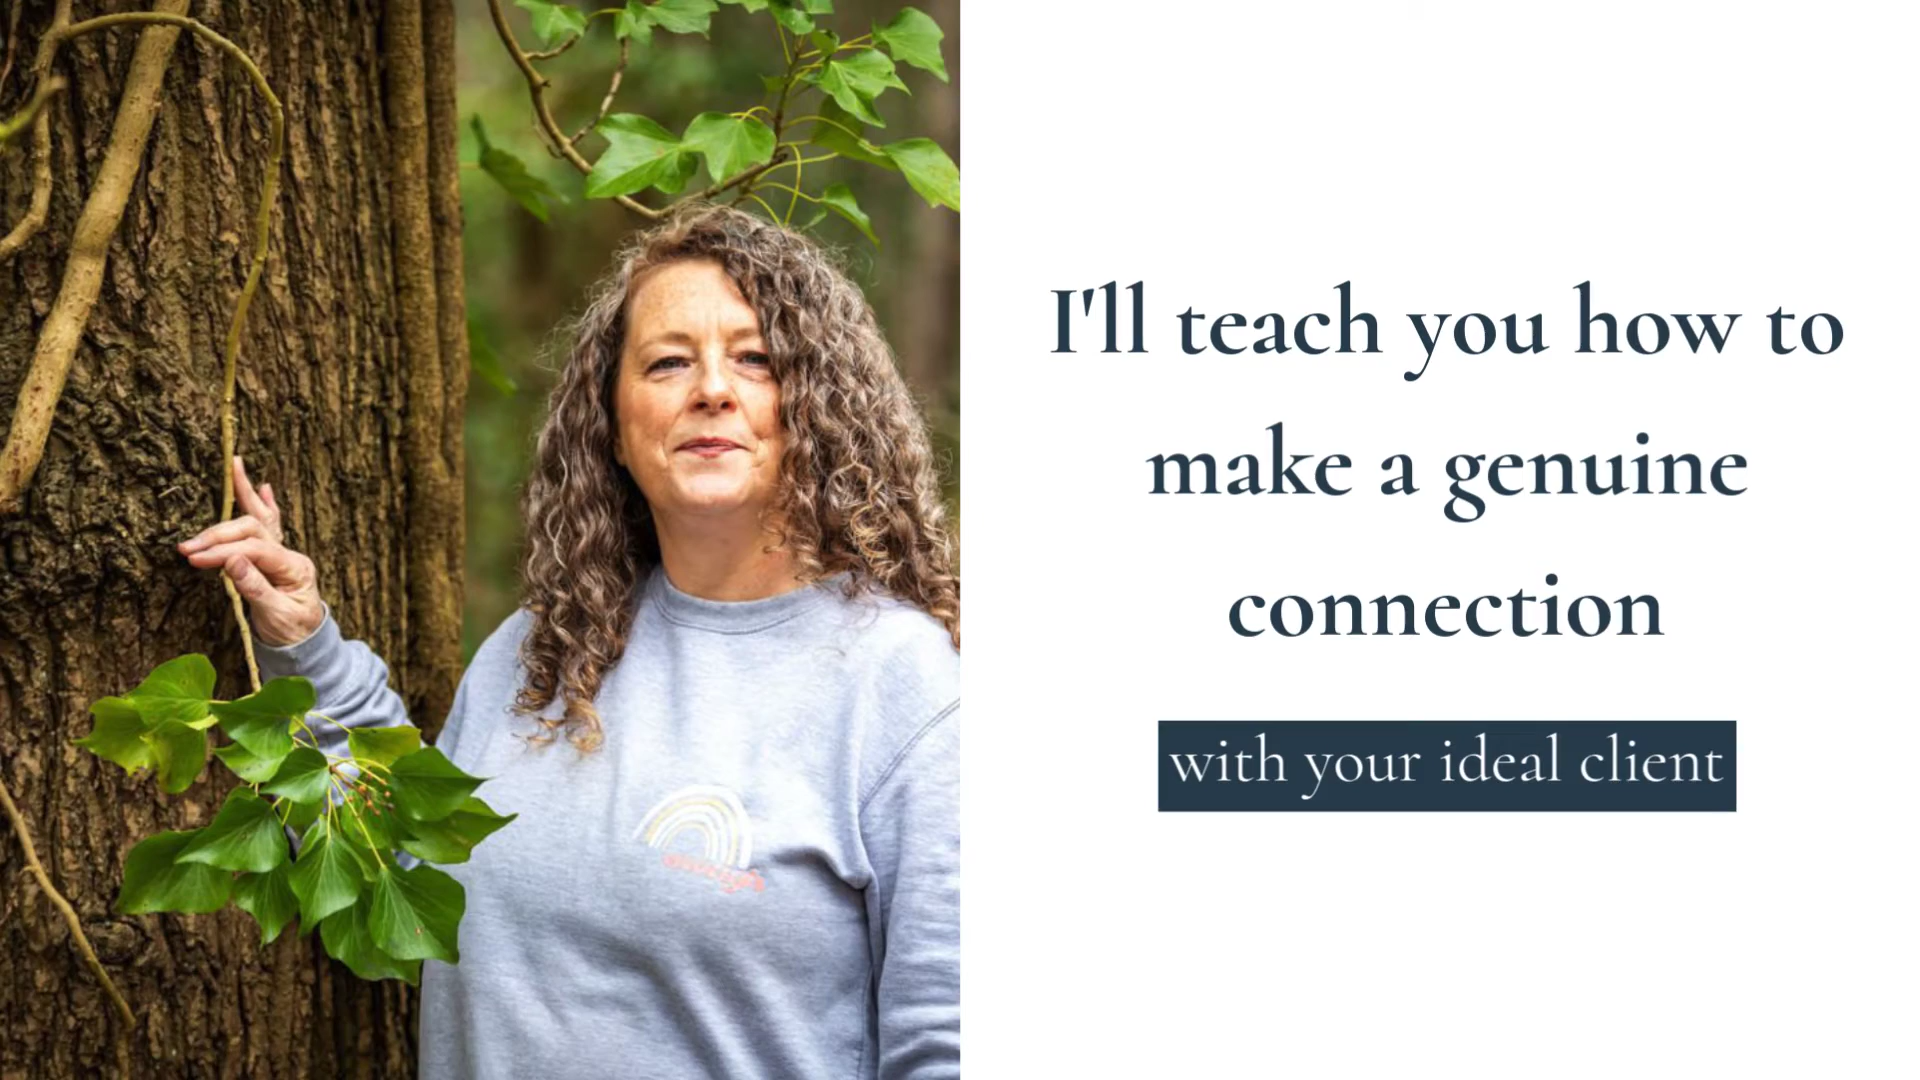 I'll teach you how to
make a genuine
connection
with your ideal client